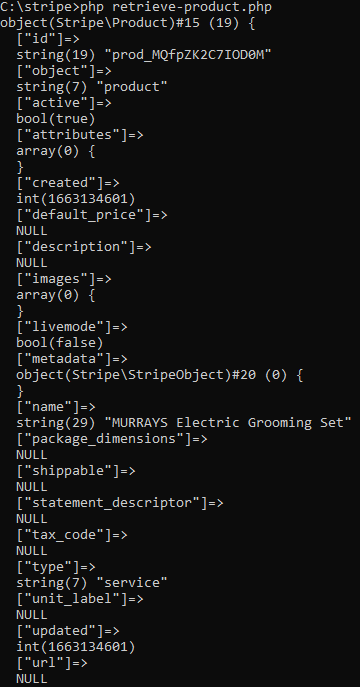 C:\stripe>php retrieve-product.php
object(Stripe\Product)#15 (19) {
  ["id"]=>
  string(19) "prod_MQfpZK2C7IOD0M"
  ["object"]=>
  string(7) "product"
  ["active"]=>
  bool(true)
  ["attributes"]=>
  array(0) {
  }
  ["created"]=>
  int(1663134601)
  ["default_price"]=>
  NULL
  ["description"]=>
  NULL
  ["images"]=>
  array(0) {
  }
  ["livemode"]=>
  bool(false)
  ["metadata"]=>
  object(Stripe\StripeObject)#20 (0) {
  }
  ["name"]=>
  string(29) "MURRAYS Electric Grooming Set"
  ["package_dimensions"]=>
  NULL
  ["shippable"]=>
  NULL
  ["statement_descriptor"]=>
  NULL
  ["tax_code"]=>
  NULL
  ["type"]=>
  string(7) "service"
  ["unit_label"]=>
  NULL
  ["updated"]=>
  int(1663134601)
  ["url"]=>
  NULL